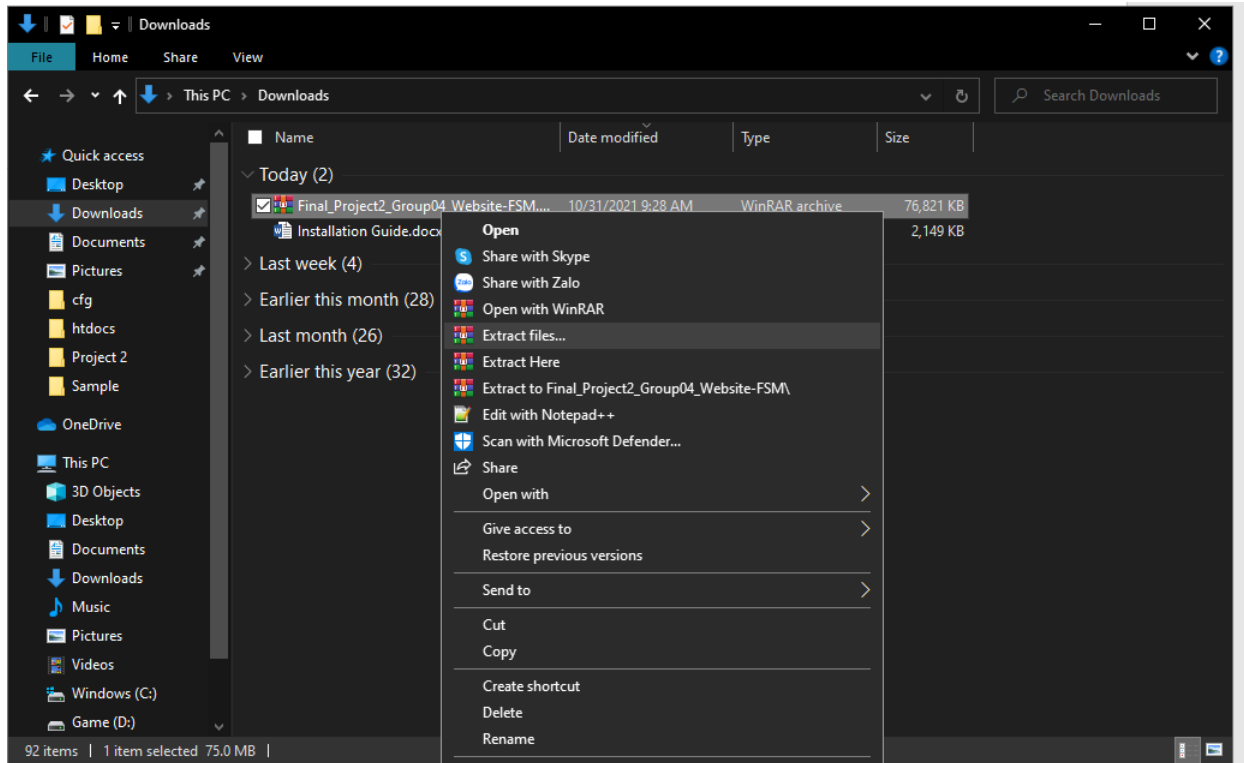 Downloads
File Home Share View
This PC Downloads
Search Downloads
Name Date modified Type Size
Quick access
Desktop
Downloads
Documents
Pictures
cfg
htdocs
Project 2
Sample
OneDrive
This PC
3D Objects
Desktop
Documents
Downloads
Music
Pictures
Videos
Windows (C:)
Game (D:)
Today (2)
Final_Project2_Group04_Website-FSM.... 10/31/2021 9:28 AM WinRAR archive 76,821 KB
Installation Guide.docx 2,149 KB
Last week (4)
Earlier this month (28)
Last month (26)
Earlier this year (32)
Open
Share with Skype
Zalo Share with Zalo
Open with WinRAR
Extract files...
Extract Here
Extract to Final_Project2_Group04_Website-FSM\
Edit with Notepad++
Scan with Microsoft Defender...
Share
Open with
Give access to
Restore previous versions
Send to
Cut
Copy
Create shortcut
Delete
Rename
92 items 1 item selected 75.0 MB